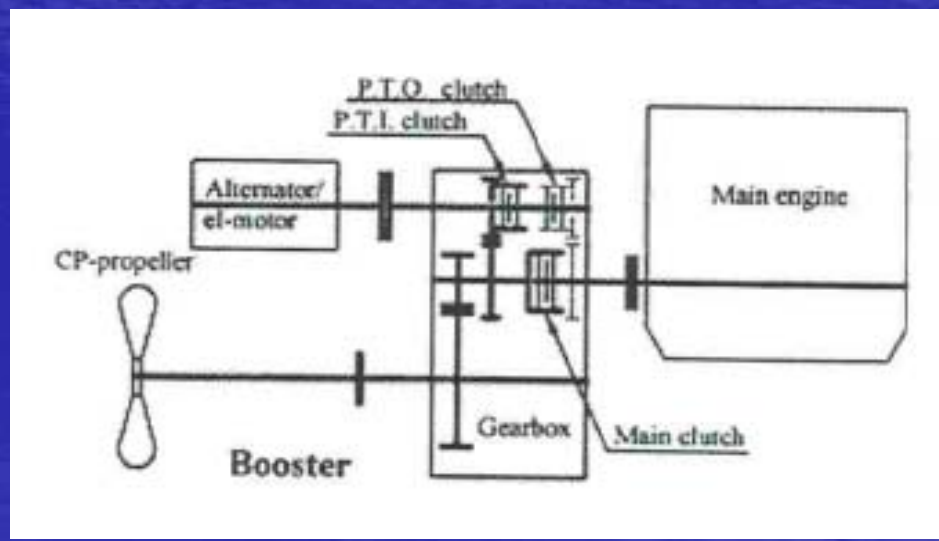 P.T.O. clutch
P.T.I. clutch
Alternator/
el-motor
Main engine
CP-propeller
Gearbox
Main clutch
Booster